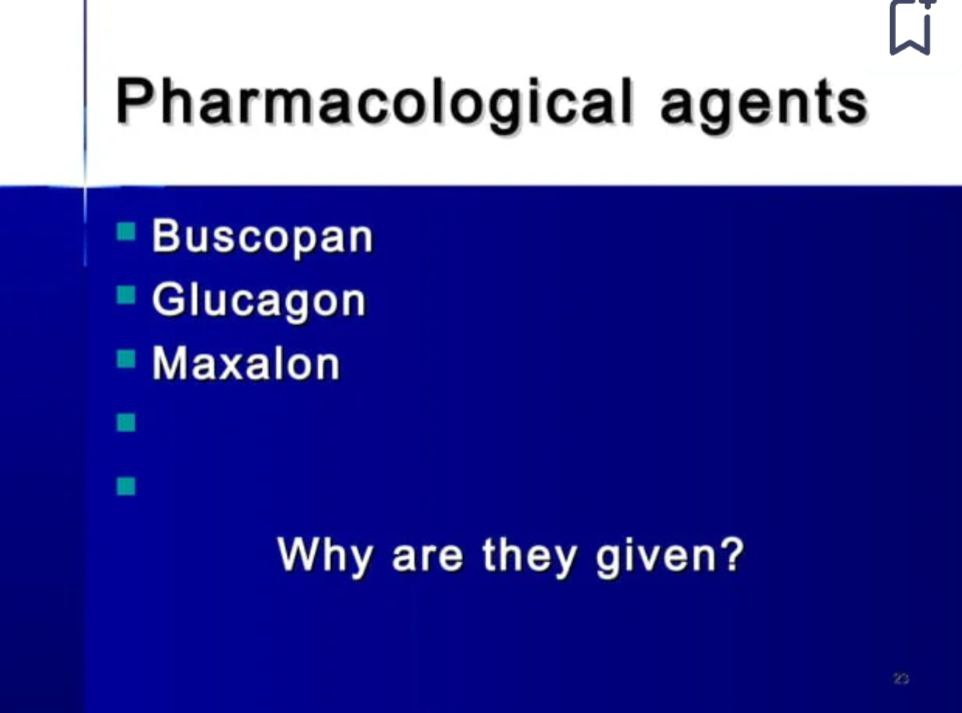 Pharmacological agents
Buscopan
Glucagon
Maxalon
Why are they given?
23